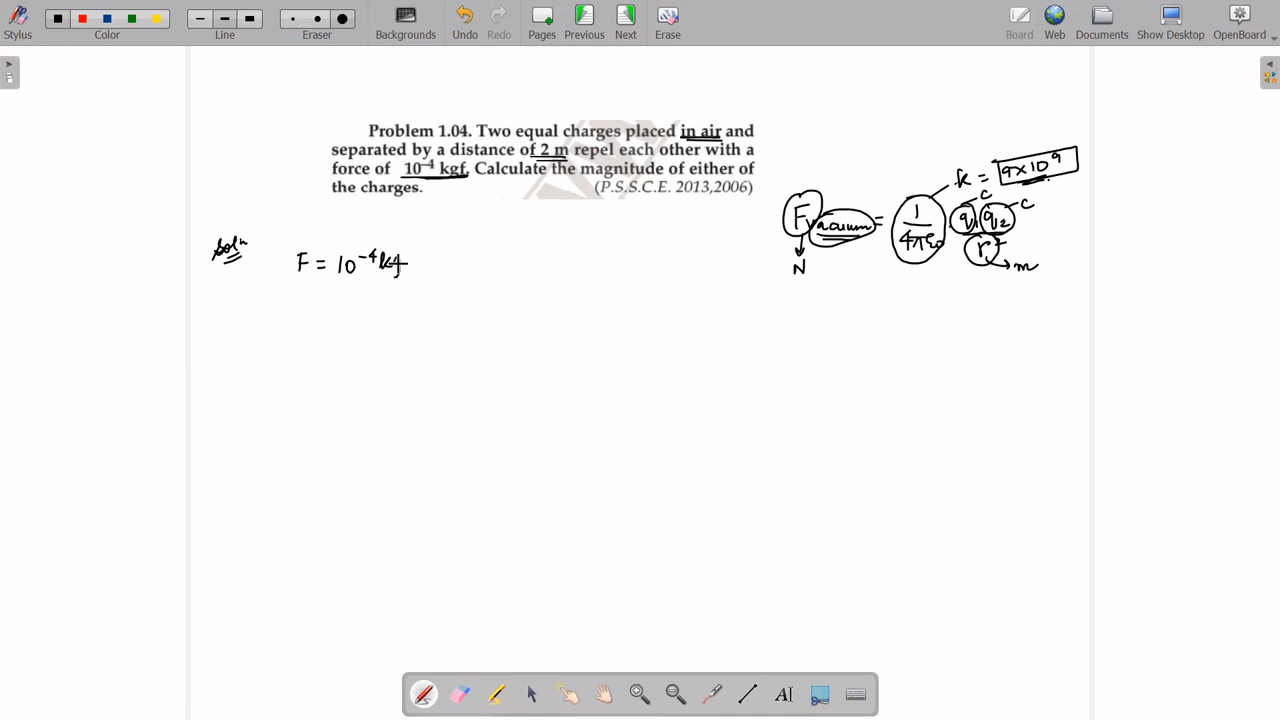 Stylus
Color
Line
Eraser
Backgrounds
Undo
Redo
Pages
Previous
Next
Erase
Board
Web
Documents
Show Desktop
OpenBoard
Problem 1.04. Two equal charges placed in air and
separated by a distance of 2 m repel each other with a
force of 10⁻⁴ kgf. Calculate the magnitude of either of
the charges. (P.S.S.C.E. 2013,2006)
k = 9×10⁹
F vacuum = 1/4πε₀ q₁q₂/r²
C
C
N
m
Solⁿ
F = 10⁻⁴ kf
AI